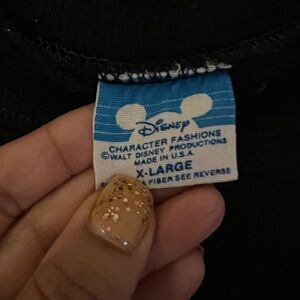 Disney
CHARACTER FASHIONS
©WALT DISNEY PRODUCTIONS
MADE IN U.S.A.
X-LARGE
FIBER SEE REVERSE